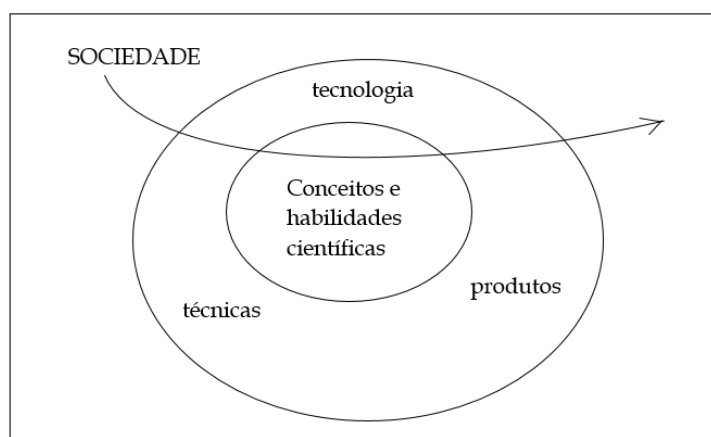 SOCIEDADE
tecnologia
Conceitos e
habilidades
científicas
produtos
técnicas